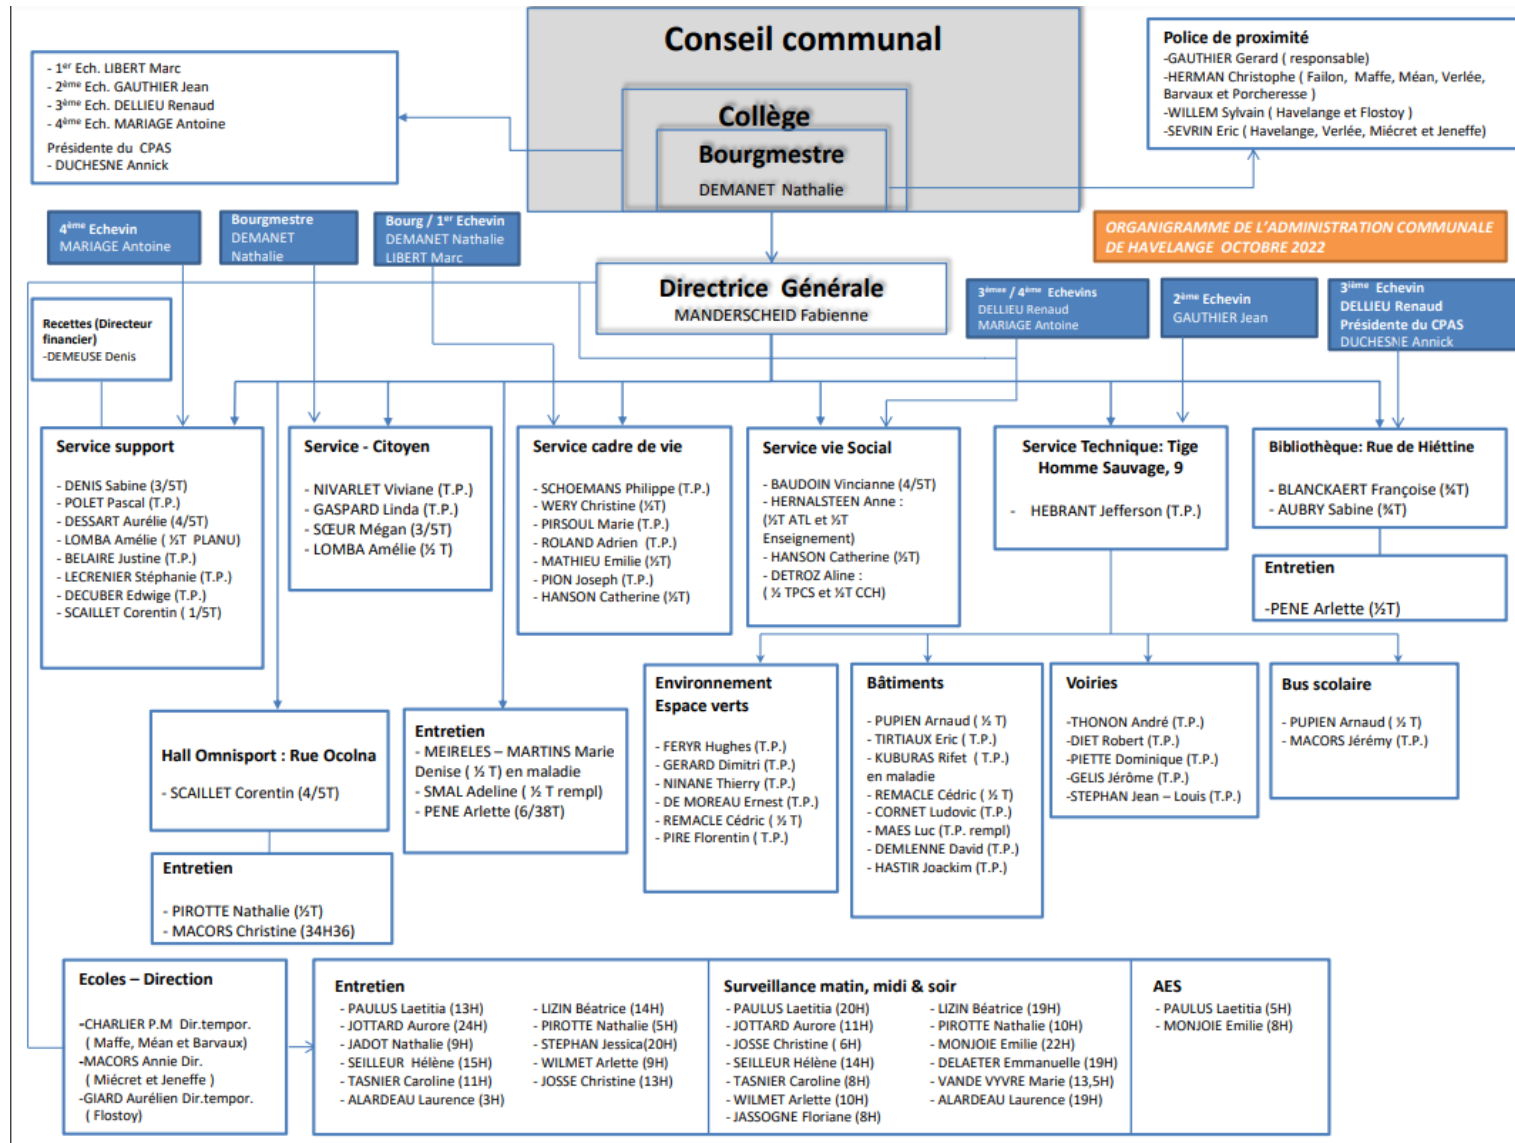 Conseil communal
Collège
Bourgmestre
DEMANET Nathalie
- 1er Ech. LIBERT Marc
- 2ème Ech. GAUTHIER Jean
- 3ème Ech. DELLIEU Renaud
- 4ème Ech. MARIAGE Antoine
Présidente du CPAS
- DUCHESNE Annick
Police de proximité
-GAUTHIER Gerard ( responsable)
-HERMAN Christophe ( Failon, Maffe, Méan, Verlée,
Barvaux et Porcheresse )
-WILLEM Sylvain ( Havelange et Flostoy )
-SEVRIN Eric ( Havelange, Verlée, Miécret et Jeneffe)
4ème Echevin
MARIAGE Antoine
Bourgmestre
DEMANET
Nathalie
Bourg / 1er Echevin
DEMANET Nathalie
LIBERT Marc
ORGANIGRAMME DE L'ADMINISTRATION COMMUNALE
DE HAVELANGE OCTOBRE 2022
Directrice Générale
MANDERSCHEID Fabienne
3èmee / 4ème Echevins
DELLIEU Renaud
MARIAGE Antoine
2ème Echevin
GAUTHIER Jean
3ième Echevin
DELLIEU Renaud
Présidente du CPAS
DUCHESNE Annick
Recettes (Directeur
financier)
-DEMEUSE Denis
Service support
- DENIS Sabine (3/5T)
- POLET Pascal (T.P.)
- DESSART Aurélie (4/5T)
- LOMBA Amélie ( ½T PLANU)
- BELAIRE Justine (T.P.)
- LECRENIER Stéphanie (T.P.)
- DECUBER Edwige (T.P.)
- SCAILLET Corentin ( 1/5T)
Service - Citoyen
- NIVARLET Viviane (T.P.)
- GASPARD Linda (T.P.)
- SŒUR Mégan (3/5T)
- LOMBA Amélie (½ T)
Service cadre de vie
- SCHOEMANS Philippe (T.P.)
- WERY Christine (½T)
- PIRSOUL Marie (T.P.)
- ROLAND Adrien (T.P.)
- MATHIEU Emilie (½T)
- PION Joseph (T.P.)
- HANSON Catherine (½T)
Service vie Social
- BAUDOIN Vincianne (4/5T)
- HERNALSTEEN Anne :
(½T ATL et ½T
Enseignement)
- HANSON Catherine (½T)
- DETROZ Aline :
( ½ TPCS et ½T CCH)
Service Technique: Tige
Homme Sauvage, 9
- HEBRANT Jefferson (T.P.)
Bibliothèque: Rue de Hiéttine
- BLANCKAERT Françoise (¾T)
- AUBRY Sabine (¾T)
Entretien
-PENE Arlette (½T)
Hall Omnisport : Rue Ocolna
- SCAILLET Corentin (4/5T)
Entretien
- PIROTTE Nathalie (½T)
- MACORS Christine (34H36)
Entretien
- MEIRELES – MARTINS Marie
Denise ( ½ T) en maladie
- SMAL Adeline ( ½ T rempl)
- PENE Arlette (6/38T)
Environnement
Espace verts
- FERYR Hughes (T.P.)
- GERARD Dimitri (T.P.)
- NINANE Thierry (T.P.)
- DE MOREAU Ernest (T.P.)
- REMACLE Cédric ( ½ T)
- PIRE Florentin ( T.P.)
Bâtiments
- PUPIEN Arnaud ( ½ T)
- TIRTIAUX Eric ( T.P.)
- KUBURAS Rifet ( T.P.)
en maladie
- REMACLE Cédric ( ½ T)
- CORNET Ludovic (T.P.)
- MAES Luc (T.P. rempl)
- DEMLENNE David (T.P.)
- HASTIR Joackim (T.P.)
Voiries
-THONON André (T.P.)
-DIET Robert (T.P.)
-PIETTE Dominique (T.P.)
-GELIS Jérôme (T.P.)
-STEPHAN Jean – Louis (T.P.)
Bus scolaire
- PUPIEN Arnaud ( ½ T)
- MACORS Jérémy (T.P.)
Ecoles – Direction
-CHARLIER P.M Dir.tempor.
( Maffe, Méan et Barvaux)
-MACORS Annie Dir.
( Miécret et Jeneffe )
-GIARD Aurélien Dir.tempor.
( Flostoy)
Entretien
- PAULUS Laetitia (13H)
- JOTTARD Aurore (24H)
- JADOT Nathalie (9H)
- SEILLEUR Hélène (15H)
- TASNIER Caroline (11H)
- ALARDEAU Laurence (3H)
- LIZIN Béatrice (14H)
- PIROTTE Nathalie (5H)
- STEPHAN Jessica(20H)
- WILMET Arlette (9H)
- JOSSE Christine (13H)
Surveillance matin, midi & soir
- PAULUS Laetitia (20H)
- JOTTARD Aurore (11H)
- JOSSE Christine ( 6H)
- SEILLEUR Hélène (14H)
- TASNIER Caroline (8H)
- WILMET Arlette (10H)
- JASSOGNE Floriane (8H)
- LIZIN Béatrice (19H)
- PIROTTE Nathalie (10H)
- MONJOIE Emilie (22H)
- DELAETER Emmanuelle (19H)
- VANDE VYVRE Marie (13,5H)
- ALARDEAU Laurence (19H)
AES
- PAULUS Laetitia (5H)
- MONJOIE Emilie (8H)